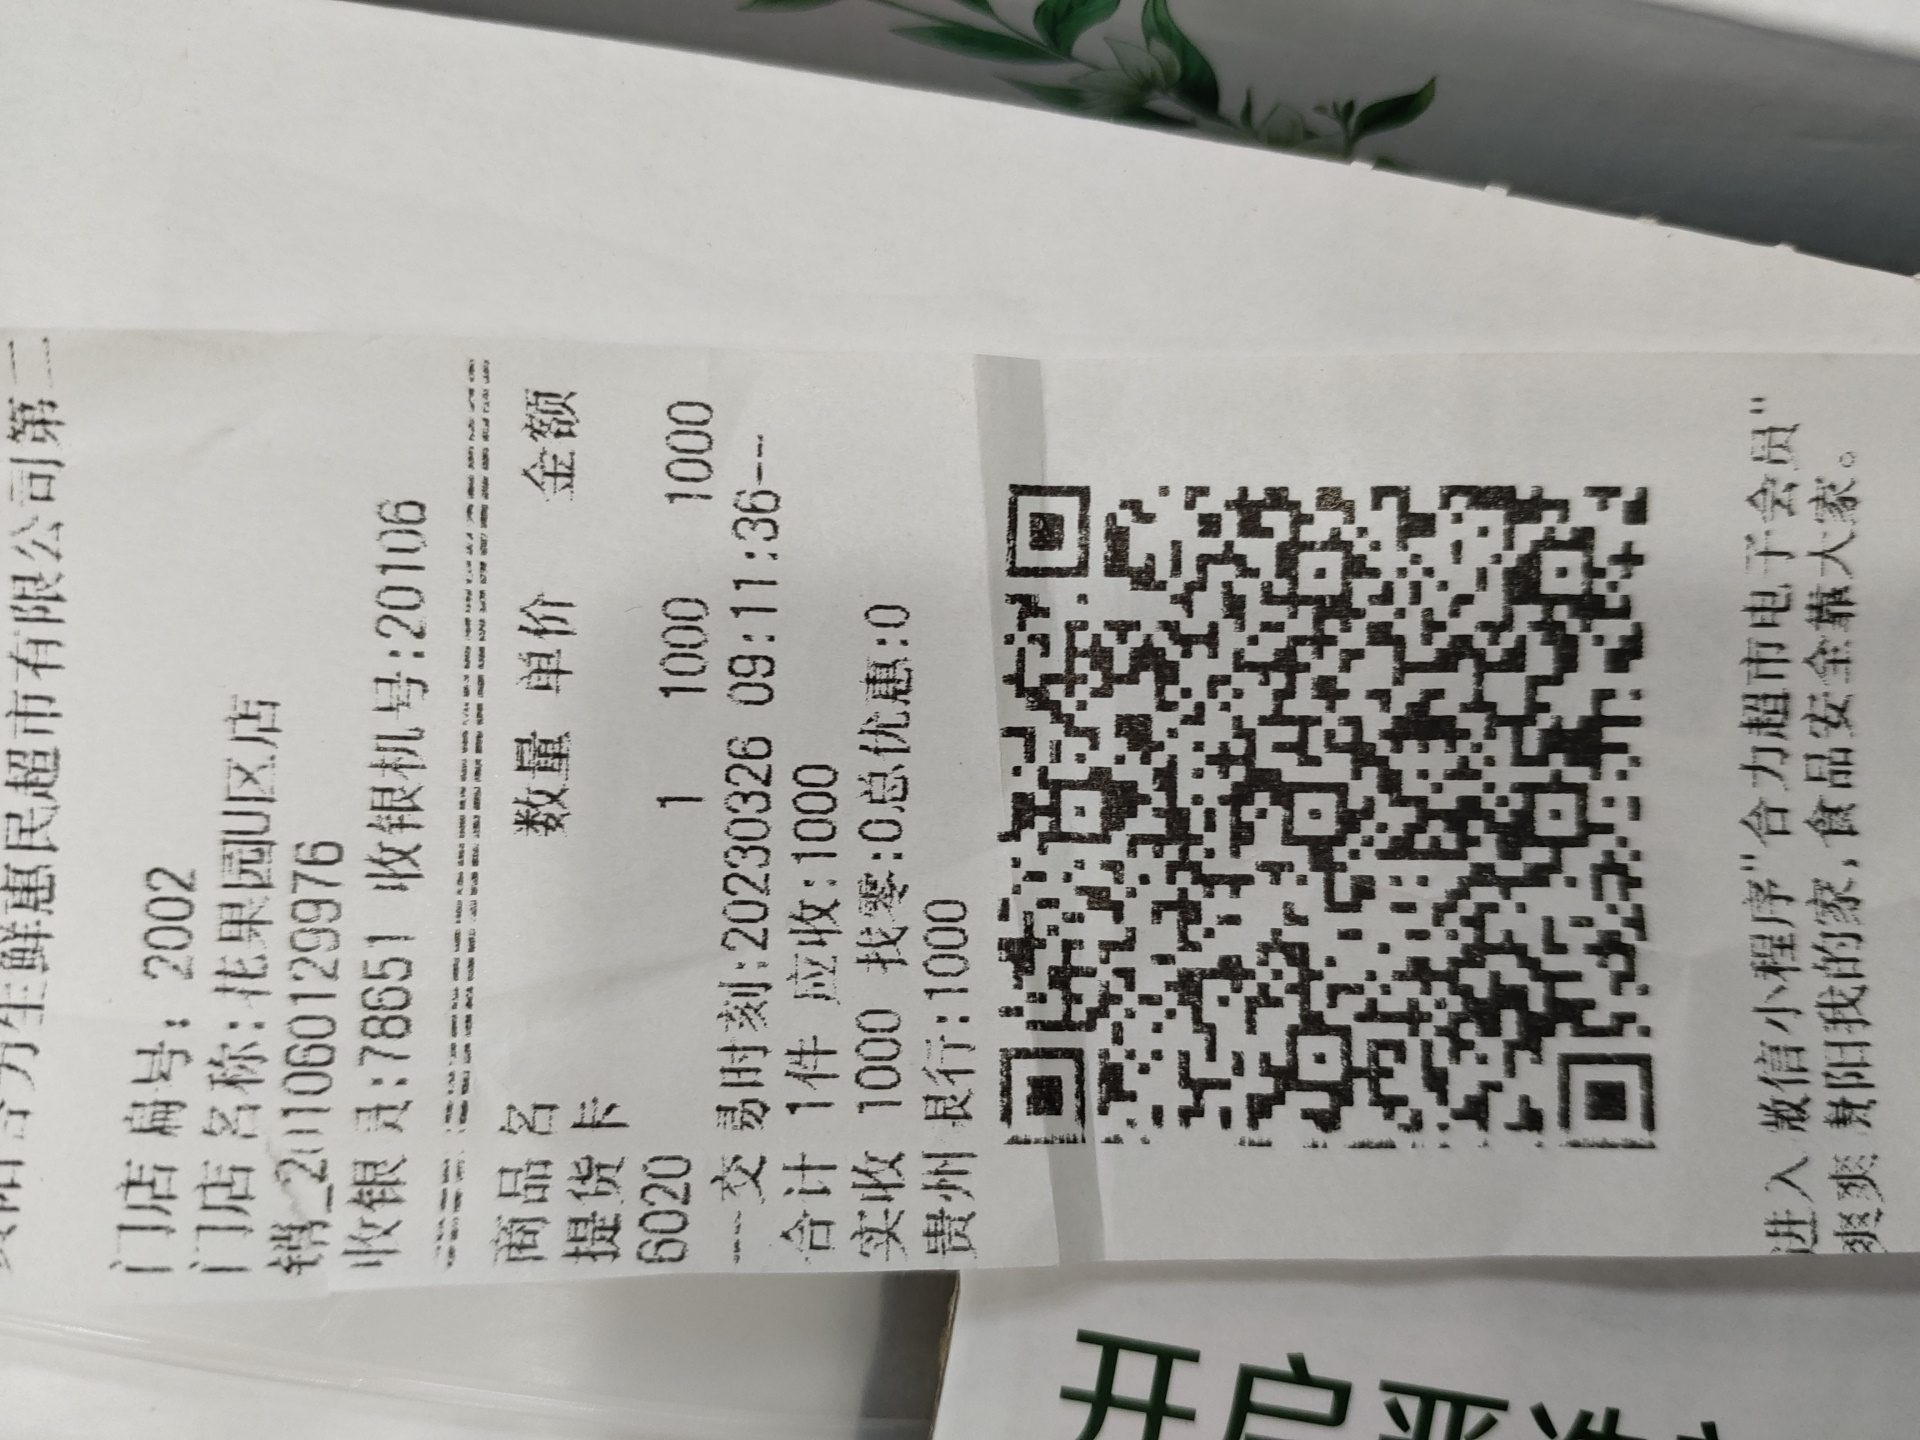 合力生鲜惠民超市有限公司第二
门店 扁号: 2002
门店 名称:花果园U区店
销_20106012997​6
收银 员:78651 收银机号:20106
商品 名 数量 单价 金额
提货 卡
6020 1 1000 1000
--交 易时刻:20230326 09:11:36--
合计 1件 应收:1000
实收 1000 找零:0总优惠:0
贵州 银行:1000
进入 微信小程序"合力超市电子会员"
爽爽 贵阳我的家,食品安全靠大家。
开启严选